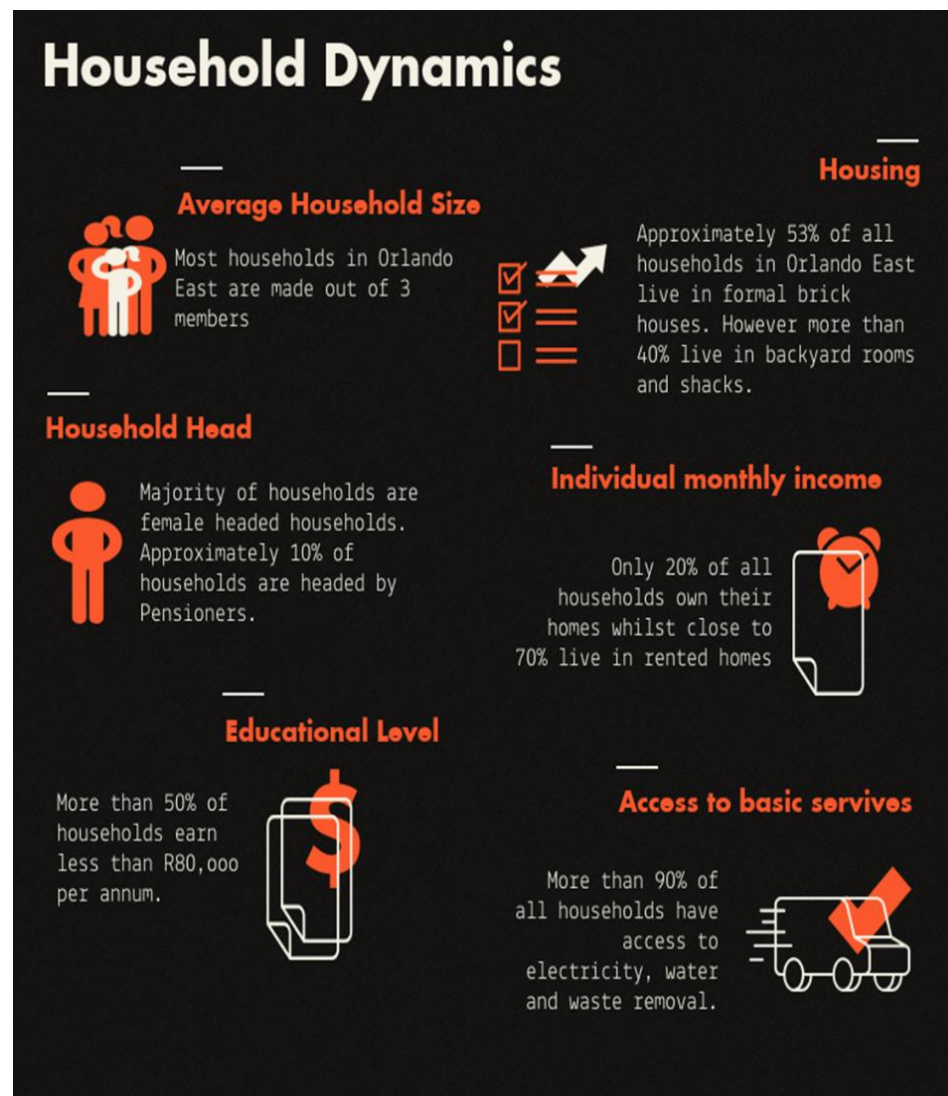 Household Dynamics
Average Household Size
Most households in Orlando
East are made out of 3
members
Housing
Approximately 53% of all
households in Orlando East
live in formal brick
houses. However more than
40% live in backyard rooms
and shacks.
Household Head
Majority of households are
female headed households.
Approximately 10% of
households are headed by
Pensioners.
Individual monthly income
Only 20% of all
households own their
homes whilst close to
70% live in rented homes
Educational Level
More than 50% of
households earn
less than R80,ooo
per annum.
$
Access to basic servives
More than 90% of
all households have
access to
electricity, water
and waste removal.